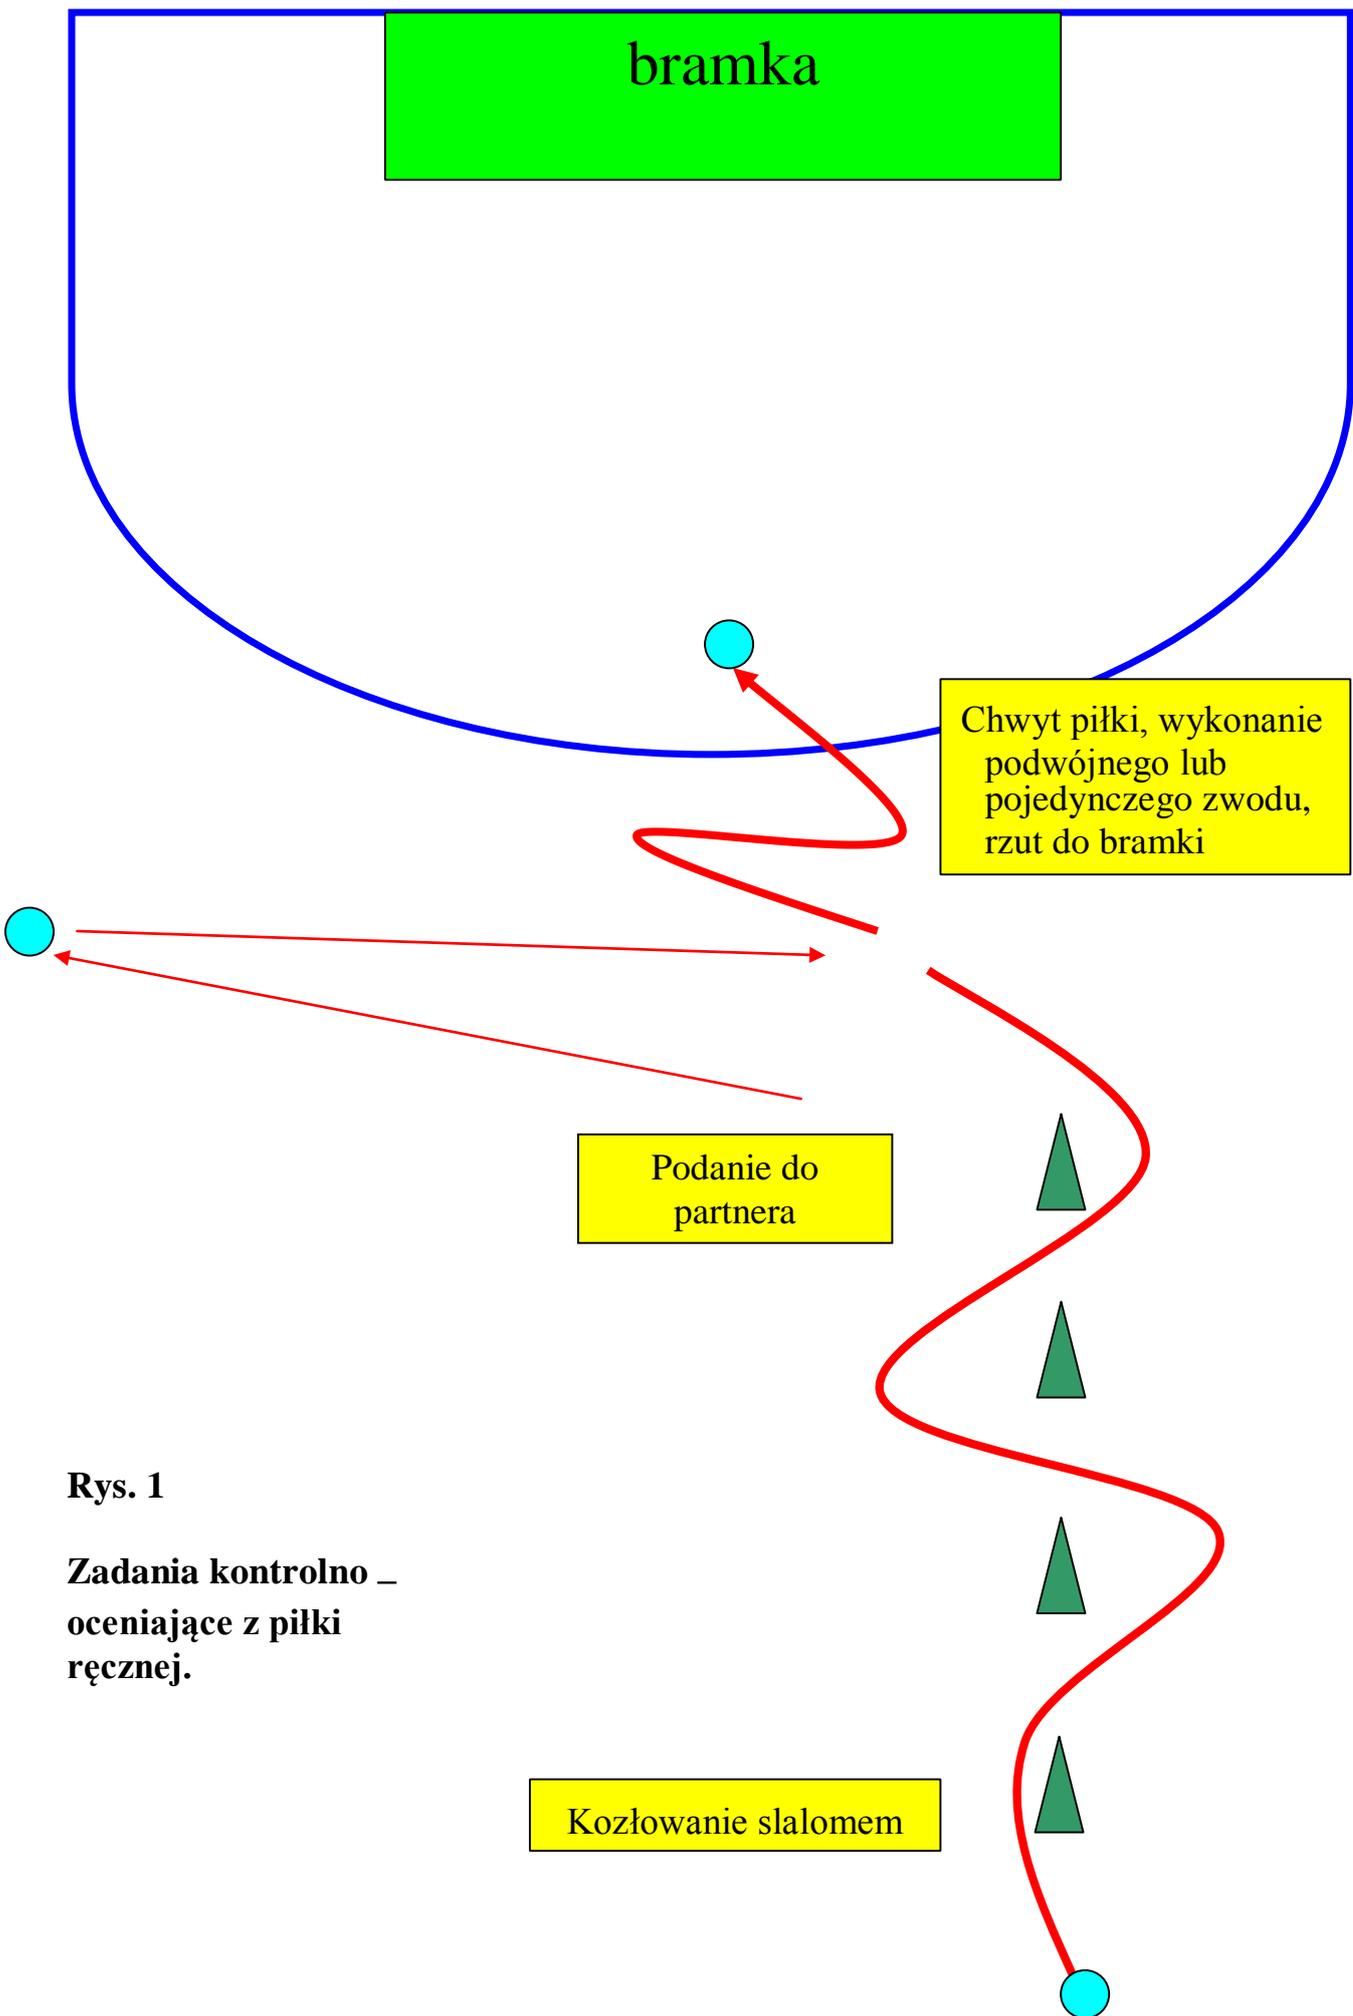 bramka
Chwyt piłki, wykonanie
podwójnego lub
pojedynczego zwodu,
rzut do bramki
Podanie do
partnera
Rys. 1
Zadania kontrolno –
oceniające z piłki
ręcznej.
Kozłowanie slalomem